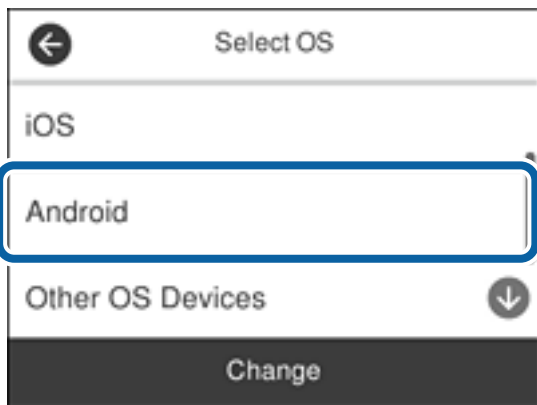 Select OS
iOS
Android
Other OS Devices
Change